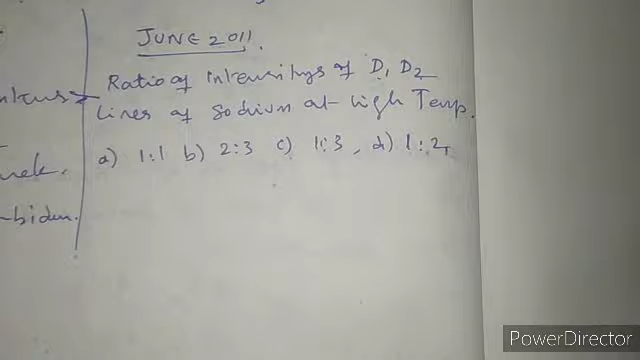 JUNE 2011.
Ratio of intensitys of D1 D2
lines of sodium at high Temp.
a) 1:1 b) 2:3 c) 1:3, d) 1:2
PowerDirector